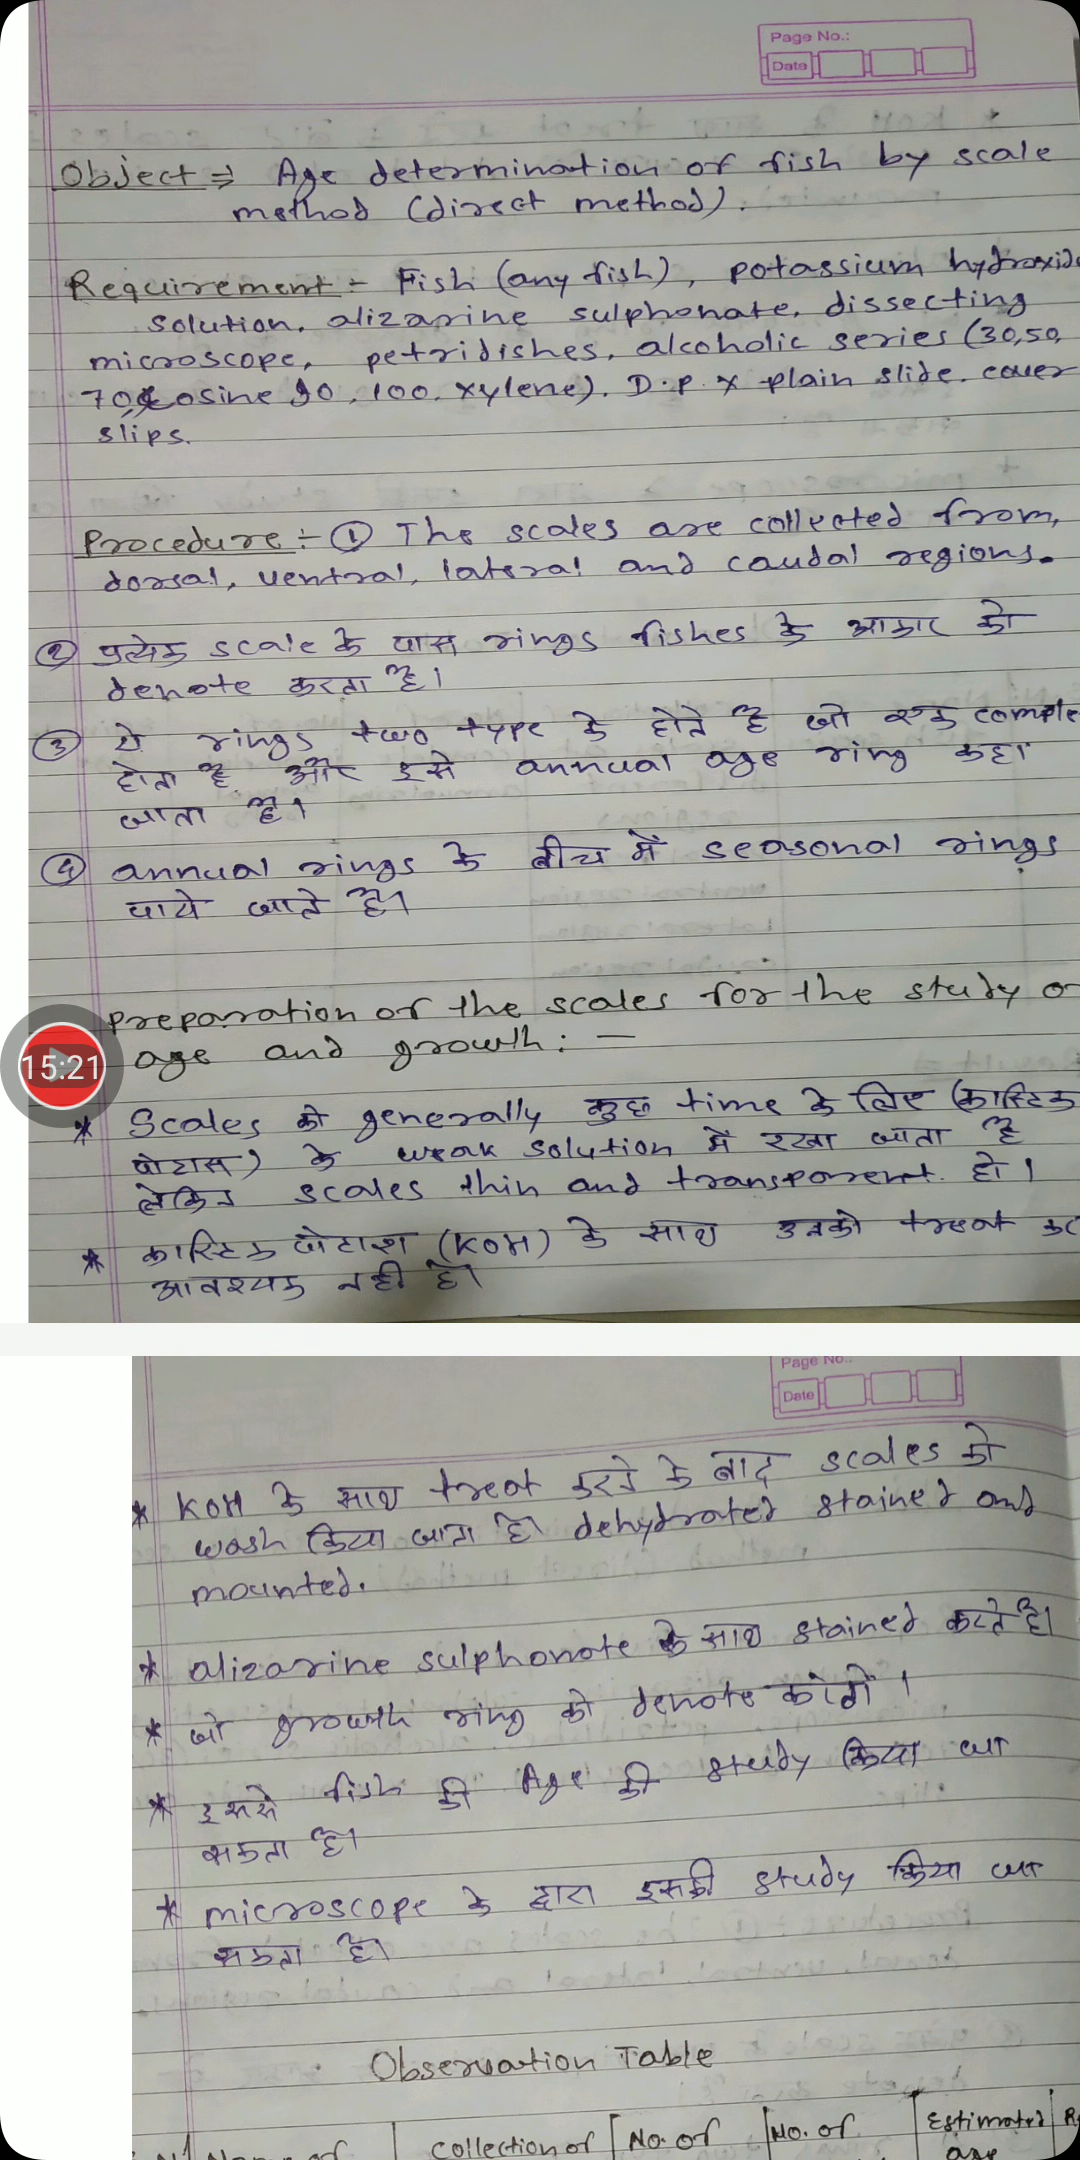 Page No.:
Date
Object ⇒ Age determination of fish by scale
method (direct method).
Requirement - Fish (any fish), potassium hydroxide
solution, alizarine sulphonate, dissecting
microscope, petridishes, alcoholic series (30,50,
70, eosine 90, 100, xylene). D.p.x plain slide. cover
slips.
Procedure :- ① The scales are collected from,
dorsal, ventral, lateral and caudal regions.
② प्रत्येक scale के पास rings fishes के आकार को
denote करता है।
③ ये rings two type के होते है जो एक comple
होता है और इसे annual age ring कहा
जाता है।
④ annual rings के बीच में seasonal rings
पाये जाते है।
preparation of the scales for the study o
age and growth: —
15:21
* Scales को generally कुछ time के लिए (कास्टिक
पोटास) के weak solution में रखा जाता है
लेकिन scales thin and transparent. हो।
* कास्टिक पोटाश (KOH) के साथ उनको treat कर
आवश्यक नही है।
Page No.:
Date
* KOH के साथ treat करने के बाद scales को
wash किया जाता है। dehydrated stained and
mounted.
* alizarine sulphonote के साथ stained करते है।
* जो growth ring को denote करेगें।
* इससे fish की Age की study किया जा
सकता है।
* microscope के द्वारा इसकी study किया जा
सकता है।
Observation Table
Name of | collection of | No. of | No. of | Estimated | R
age